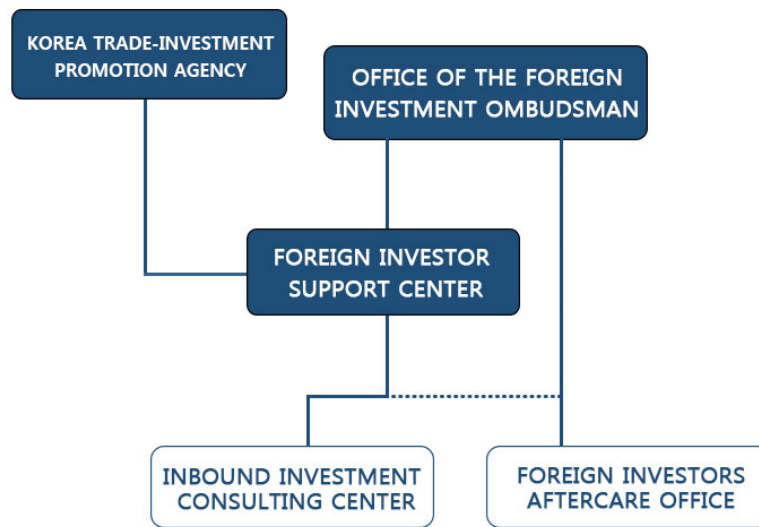 KOREA TRADE-INVESTMENT
PROMOTION AGENCY
OFFICE OF THE FOREIGN
INVESTMENT OMBUDSMAN
FOREIGN INVESTOR
SUPPORT CENTER
INBOUND INVESTMENT
CONSULTING CENTER
FOREIGN INVESTORS
AFTERCARE OFFICE